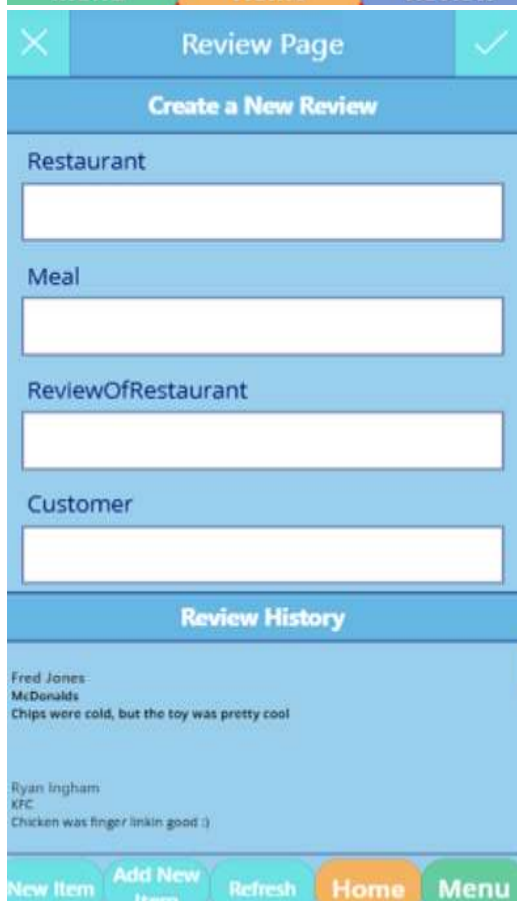 Review Page
Create a New Review
Restaurant
Meal
ReviewOfRestaurant
Customer
Review History
Fred Jones
McDonalds
Chips were cold, but the toy was pretty cool
Ryan Ingham
KFC
Chicken was finger linkin good :)
New Item
Add New
Item
Refresh
Home
Menu